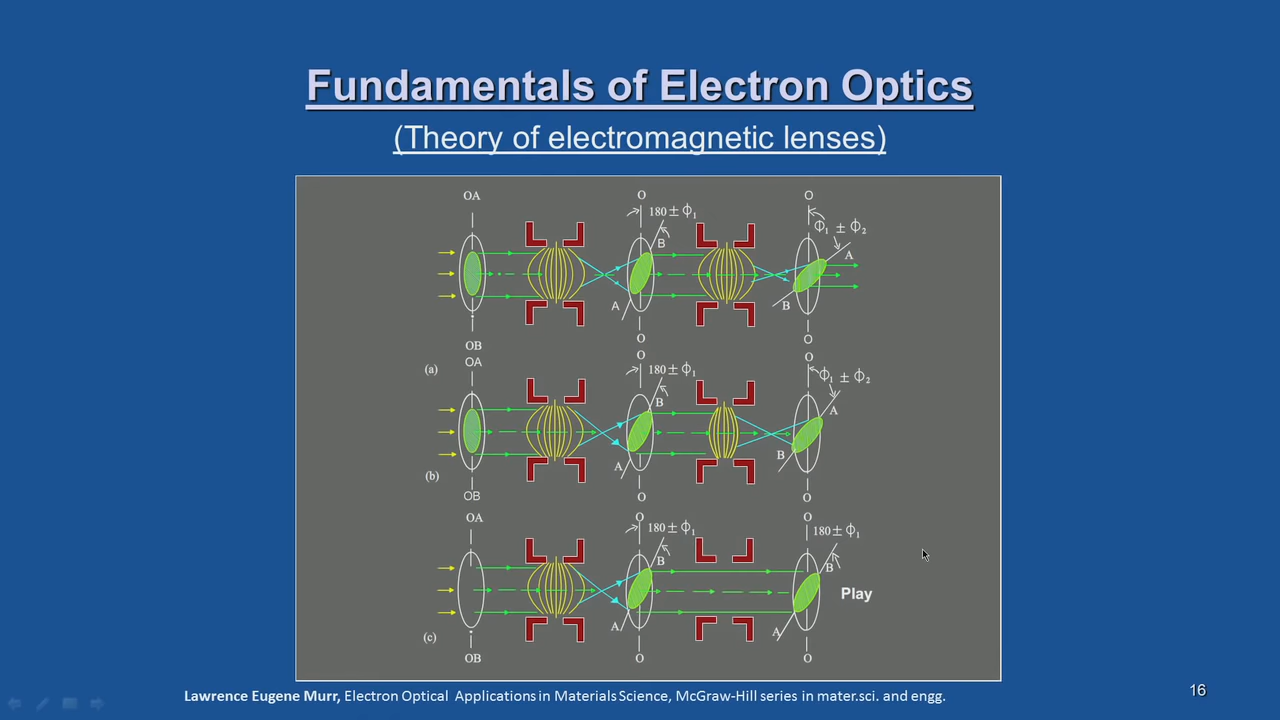 Fundamentals of Electron Optics
(Theory of electromagnetic lenses)
OA O O
180 ± Φ₁
Φ₁ ± Φ₂
B
A
A
B
OB O O
(a)
OA O O
180 ± Φ₁
Φ₁ ± Φ₂
B
A
A
B
(b)
OB O O
OA O O
180 ± Φ₁
180 ± Φ₁
B
B
Play
A
A
(c)
OB O O
Lawrence Eugene Murr, Electron Optical Applications in Materials Science, McGraw-Hill series in mater.sci. and engg.
16